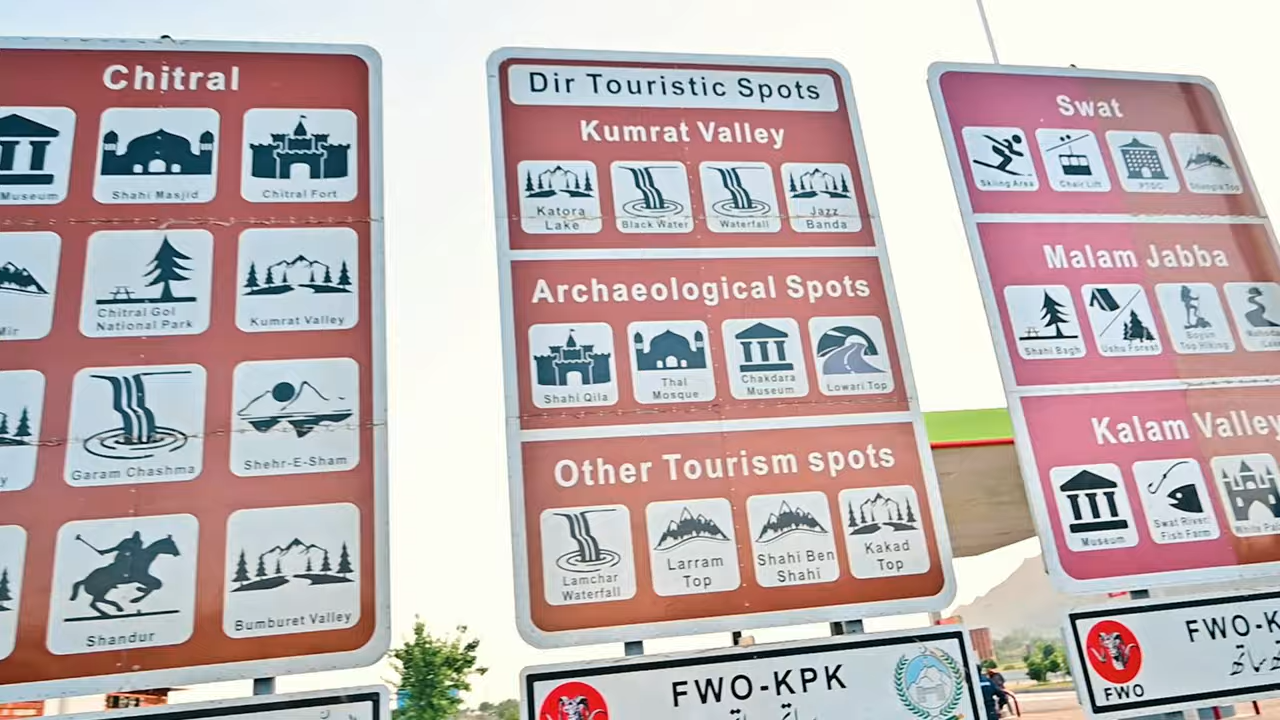 Chitral
Museum
Shahi Masjid
Chitral Fort
Mir
Chitral Gol
National Park
Kumrat Valley
Garam Chashma
Shehr-E-Sham
Shandur
Bumburet Valley
Dir Touristic Spots
Kumrat Valley
Katora
Lake
Black Water
Waterfall
Jazz
Banda
Archaeological Spots
Shahi Qila
Thal
Mosque
Chakdara
Museum
Lowari Top
Other Tourism spots
Lamchar
Waterfall
Larram
Top
Shahi Ben
Shahi
Kakad
Top
FWO-KPK
Swat
Skiing Area
Chair Lift
PTDC
Malam Jabba
Shahi Bagh
Ushu Forest
Top Hiking
Kalam Valley
Museum
Swat River/
Fish Farm
White
FWO-K
FWO